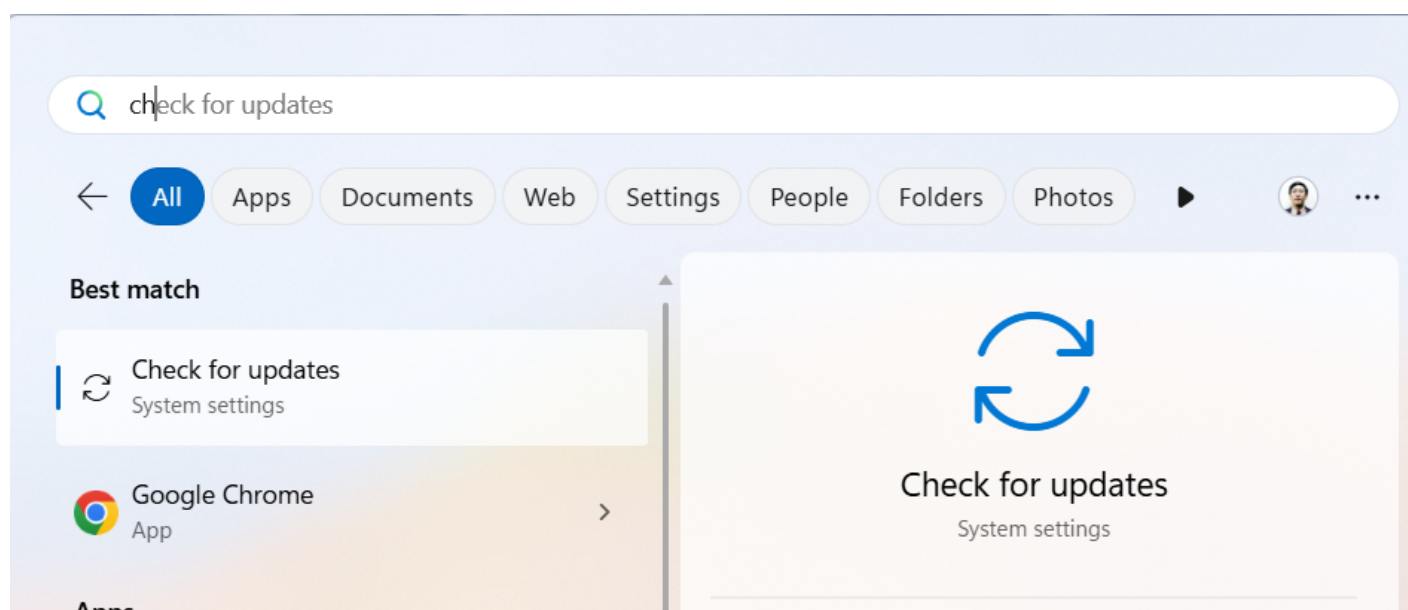 check for updates
All Apps Documents Web Settings People Folders Photos
Best match
Check for updates
System settings
Google Chrome
App
Apps
Check for updates
System settings